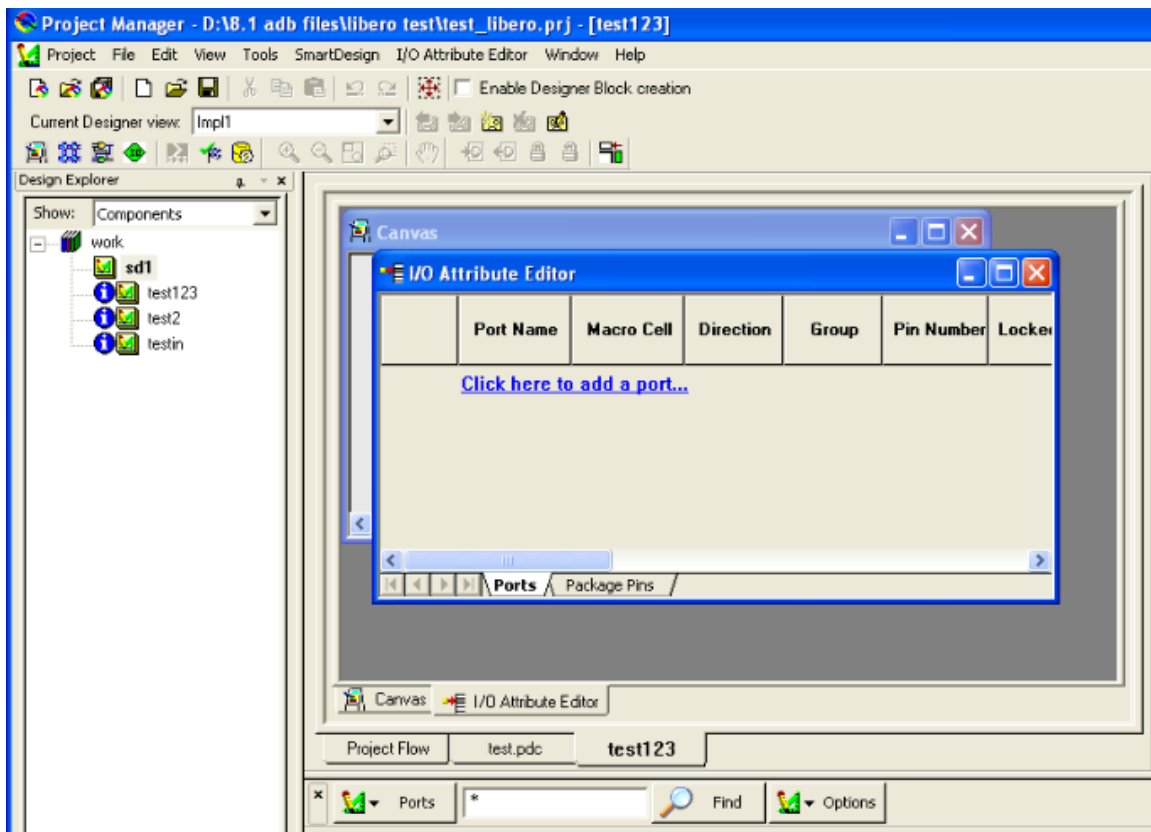 Project Manager - D:\8.1 adb files\libero test\test_libero.prj - [test123]
Project File Edit View Tools SmartDesign I/O Attribute Editor Window Help
Enable Designer Block creation
Current Designer view: Impl1
Design Explorer
Show: Components
work
sd1
test123
test2
testin
Canvas
I/O Attribute Editor
Port Name Macro Cell Direction Group Pin Number Locke
Click here to add a port...
Ports Package Pins
Canvas I/O Attribute Editor
Project Flow test.pdc test123
Ports * Find Options